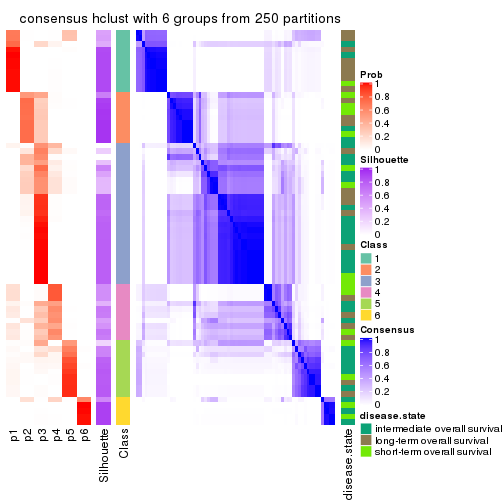 consensus hclust with 6 groups from 250 partitions
Prob
1
0.8
0.6
0.4
0.2
0
Silhouette
1
0.8
0.6
0.4
0.2
0
Class
1
2
3
4
5
6
Consensus
1
0.8
0.6
0.4
0.2
0
disease.state
intermediate overall survival
long-term overall survival
short-term overall survival
p1
p2
p3
p4
p5
p6
Silhouette
Class
disease.state